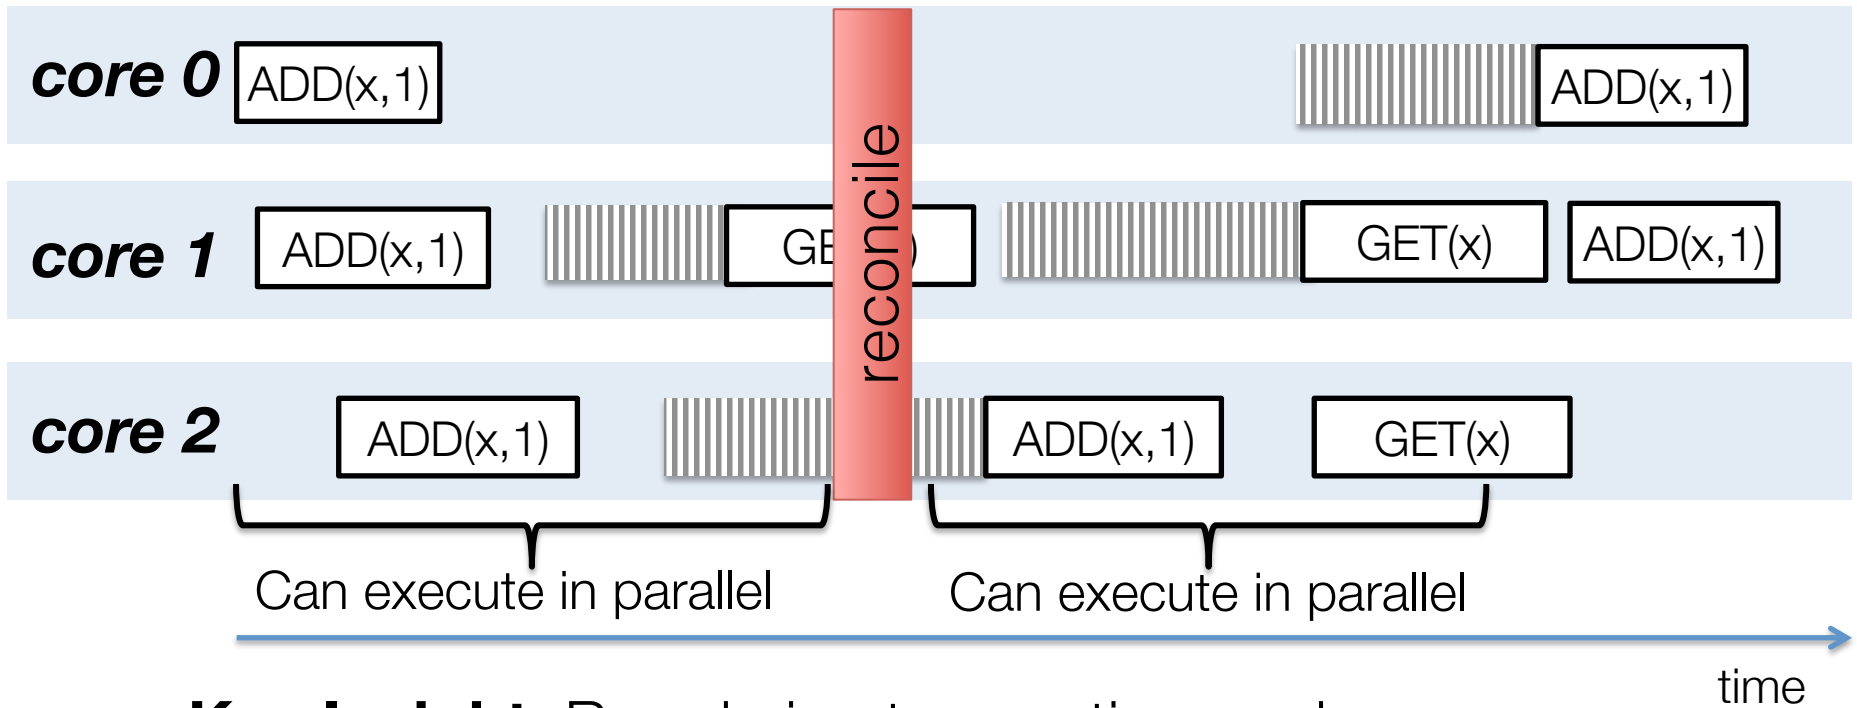 core 0 ADD(x,1) ADD(x,1)
reconcile
core 1 ADD(x,1) GE ) GET(x) ADD(x,1)
core 2 ADD(x,1) ADD(x,1) GET(x)
Can execute in parallel Can execute in parallel
time